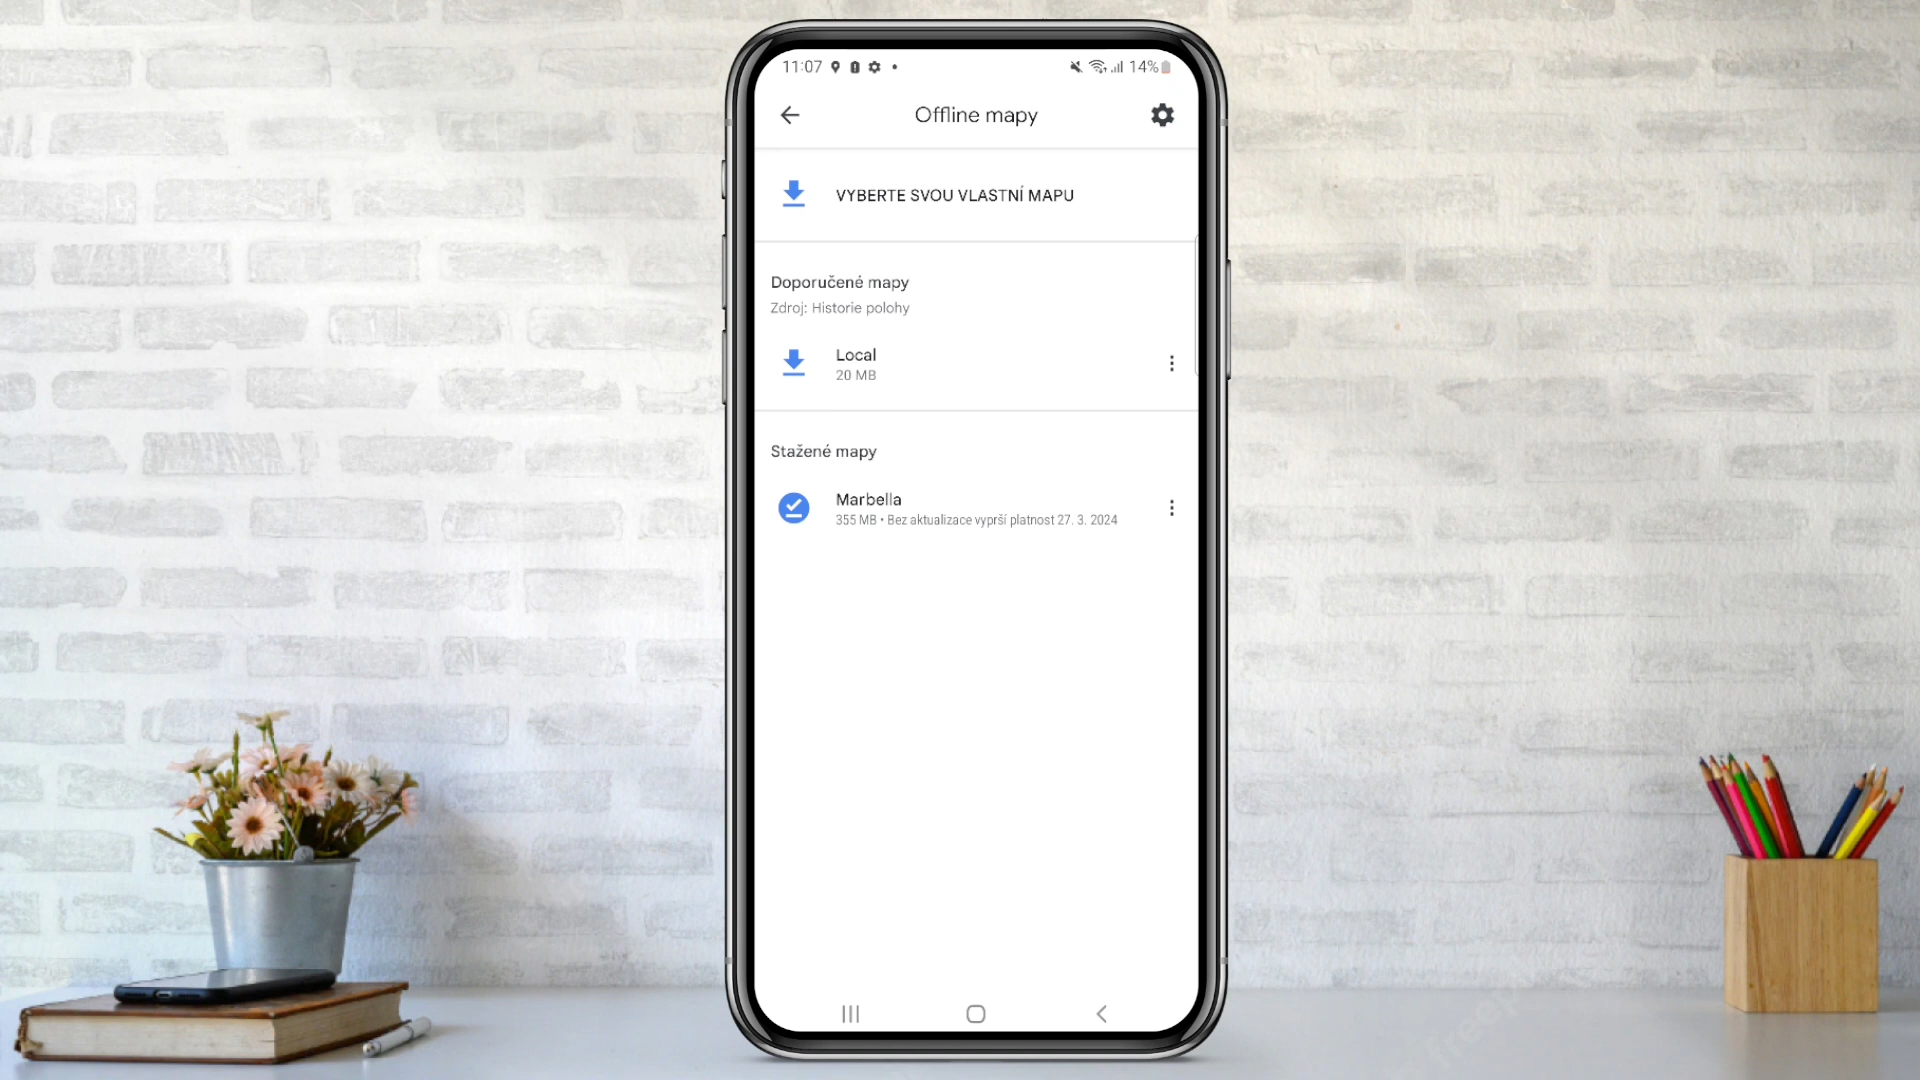 11:07 14%
Offline mapy
VYBERTE SVOU VLASTNÍ MAPU
Doporučené mapy
Zdroj: Historie polohy
Local
20 MB
Stažené mapy
Marbella
355 MB • Bez aktualizace vyprší platnost 27. 3. 2024